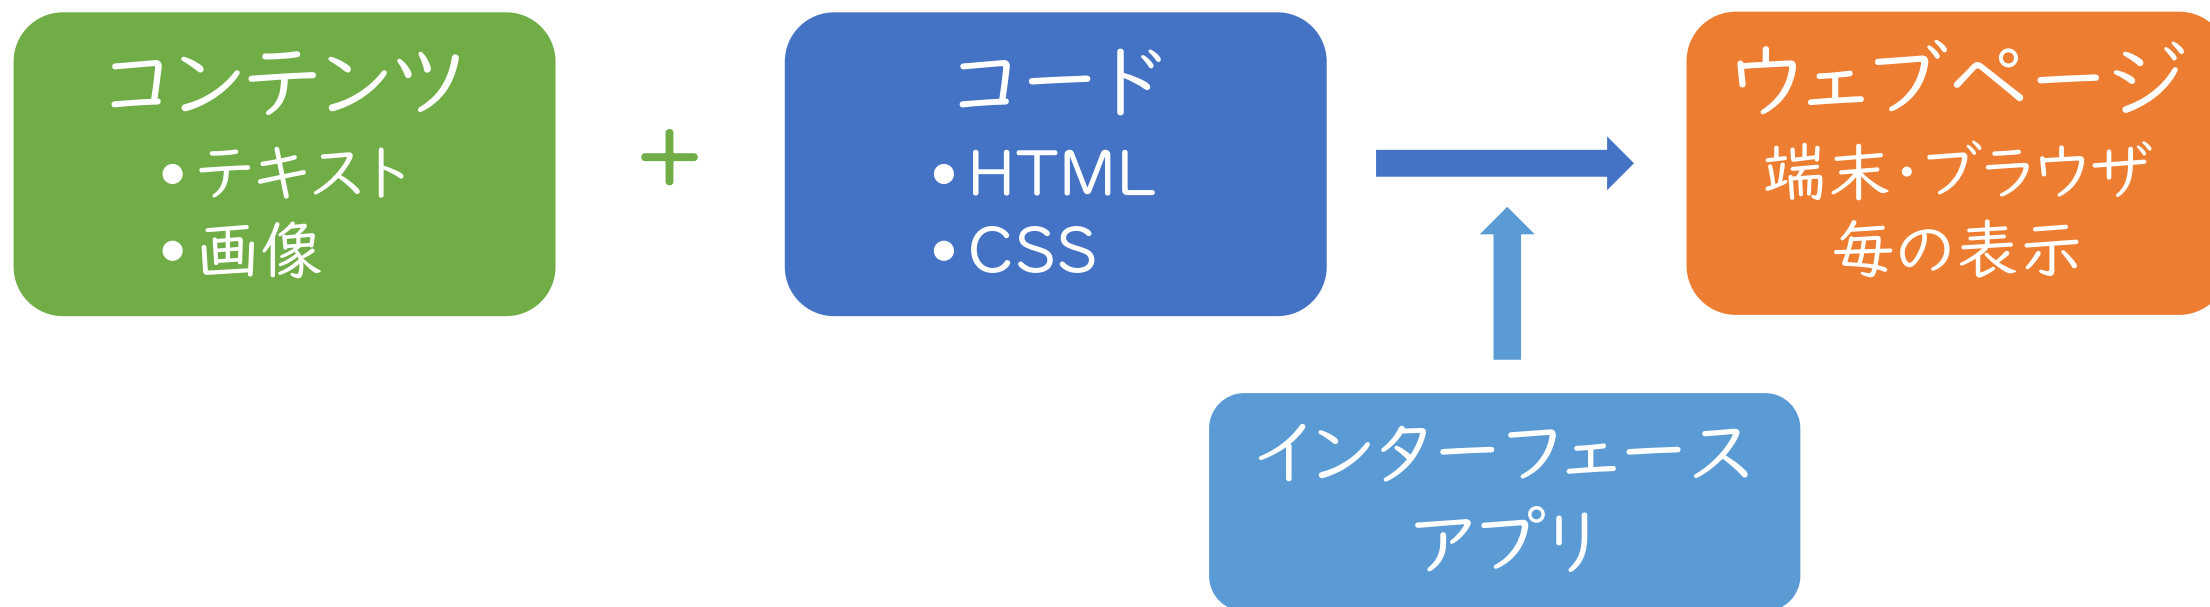 コンテンツ
•テキスト
•画像
+
コード
•HTML
•CSS
ウェブページ
端末・ブラウザ
毎の表示
インターフェース
アプリ